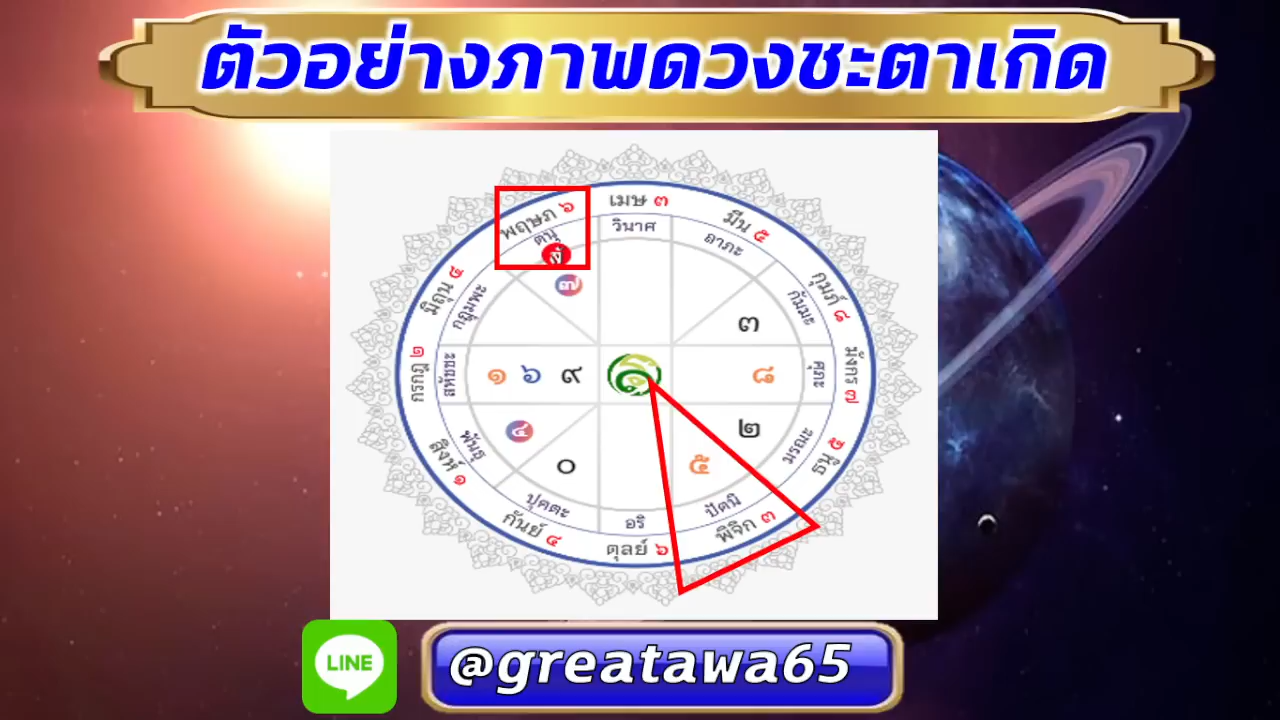 ตัวอย่างภาพดวงชะตาเกิด
เมษ ๓
วินาศ
มีน ๕
ลาภะ
กุมภ์ ๘
กัมมะ
มังกร ๗
ศุภะ
ธนู ๕
มรณะ
พิจิก ๓
ปัตนิ
ตุลย์ ๖
อริ
กันย์ ๔
ปุตตะ
สิงห์ ๑
พันธุ
กรกฎ ๒
สหัชชะ
มิถุน ๔
กฎุมพะ
พฤษภ ๖
ตนุ
ลั
๗
๓
๑ ๖ ๙
๘
๔
๒
๐
๕
LINE
@greatawa65